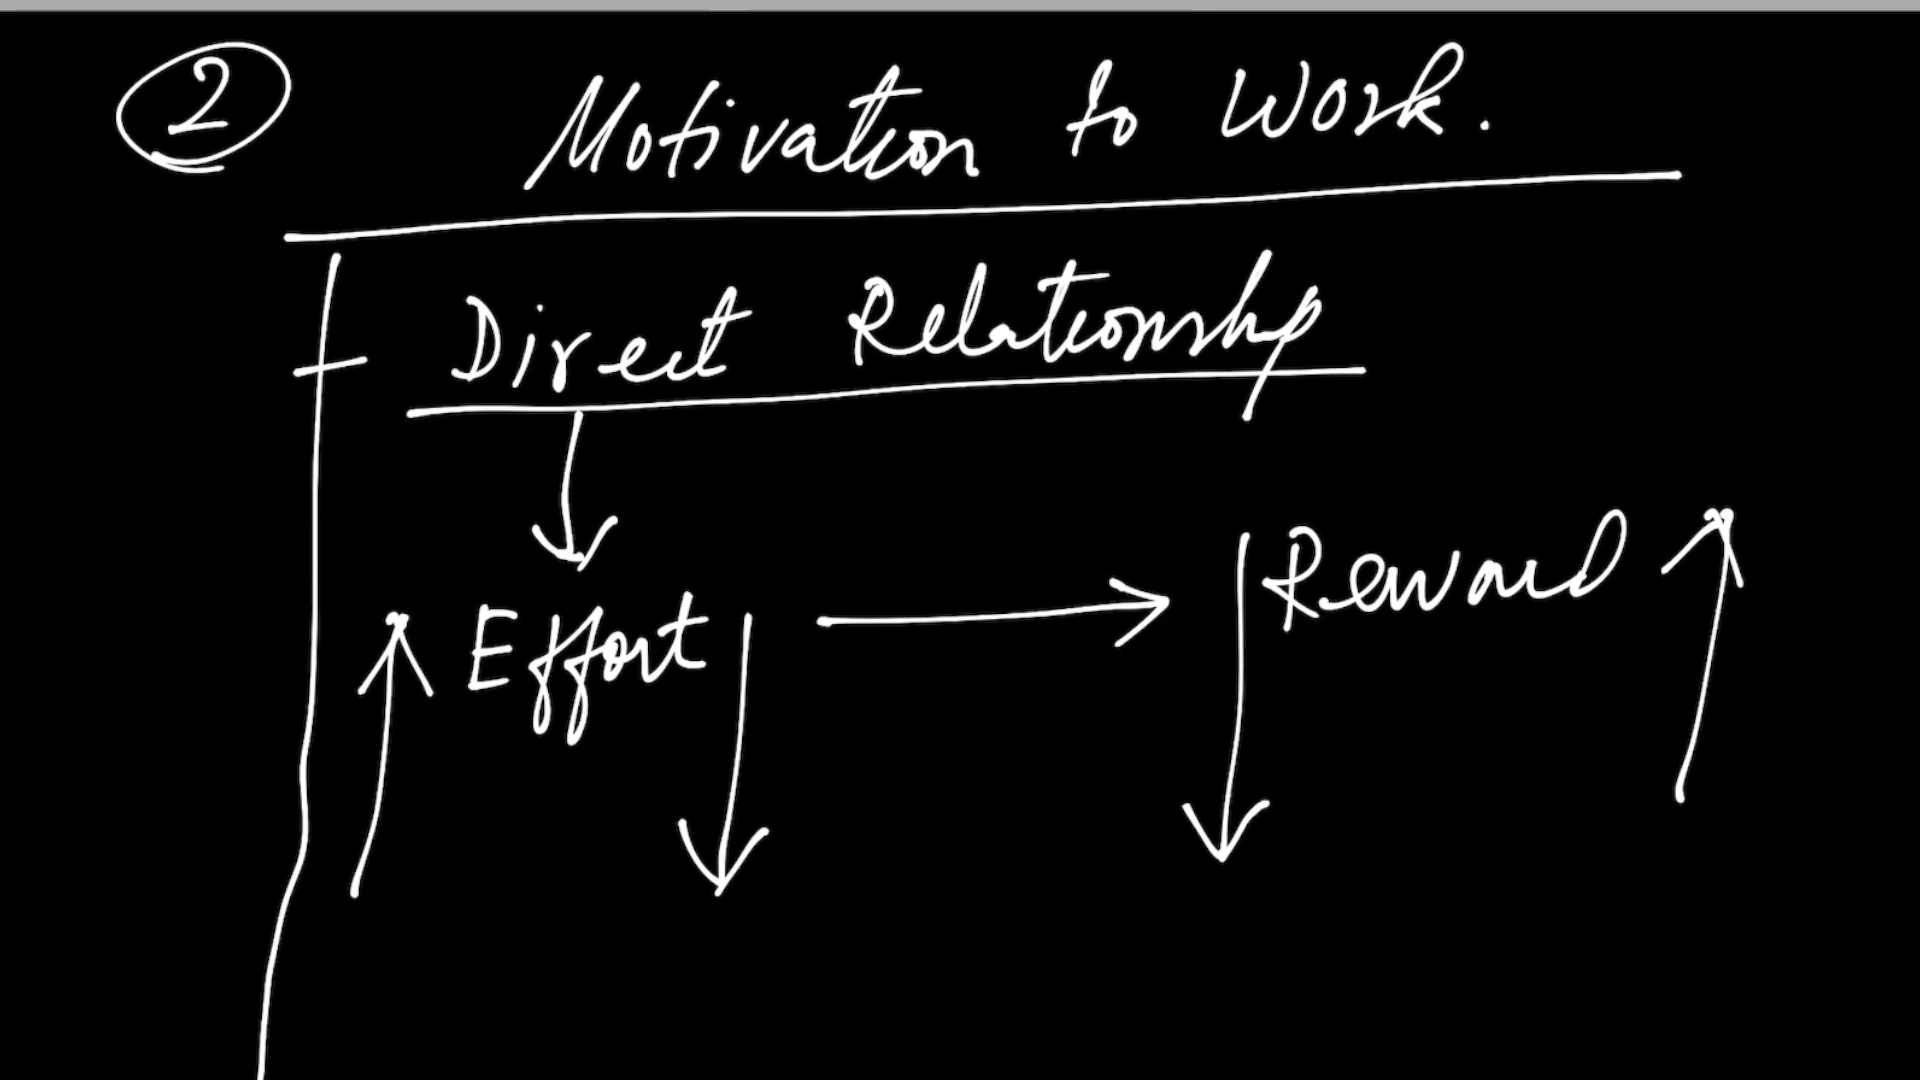 2 Motivation to Work.
Direct Relationship
Effort → Reward